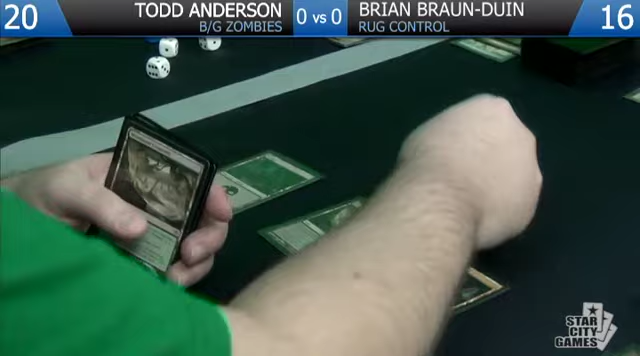 20
TODD ANDERSON
B/G ZOMBIES
0 vs 0
BRIAN BRAUN-DUIN
RUG CONTROL
16
STAR
CITY
GAMES